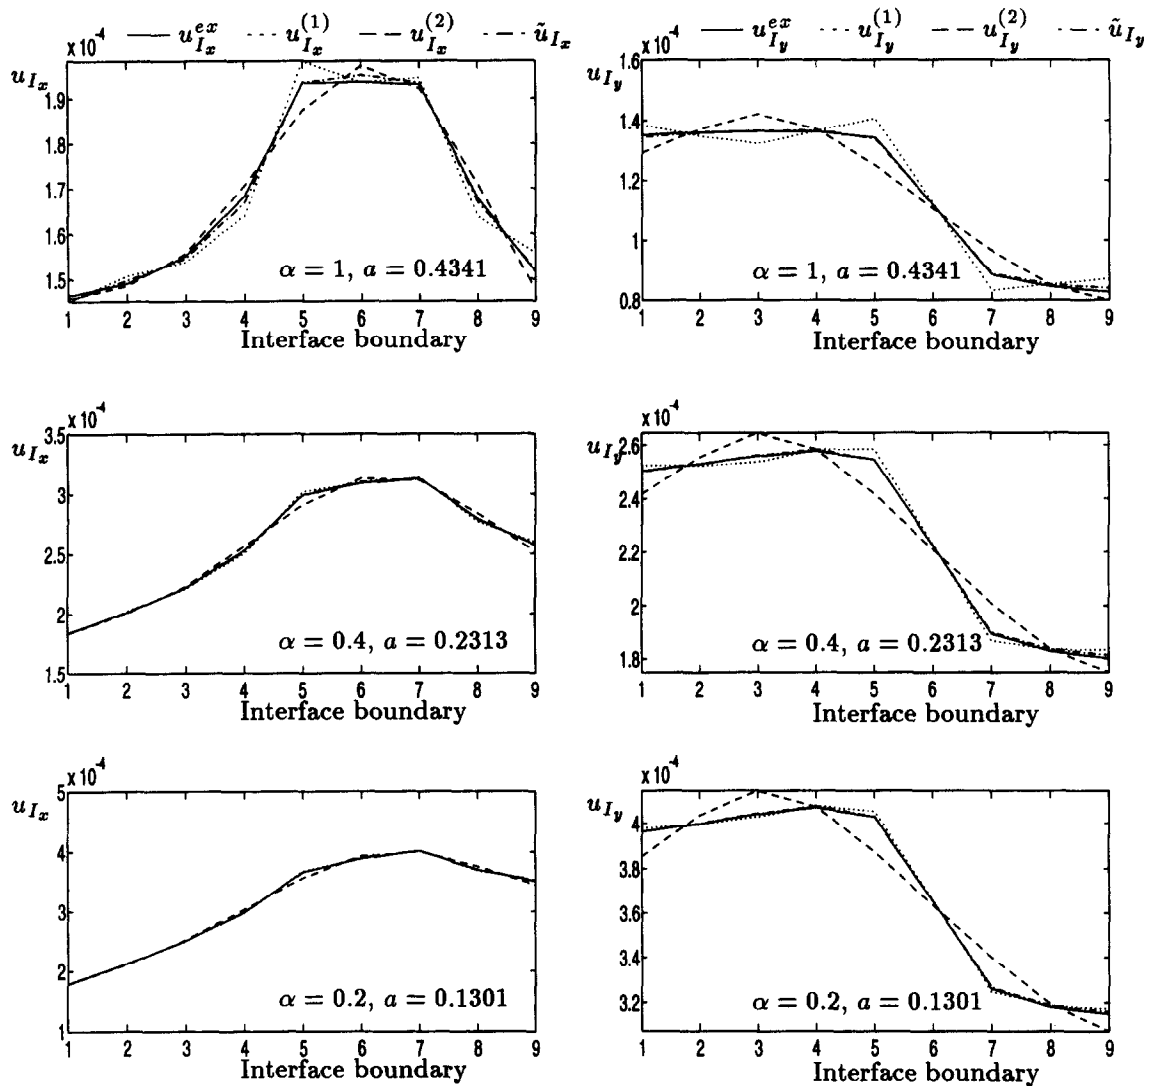 x 10⁻⁴ — u_{I_x}^{ex} ···· u_{I_x}^{(1)} – – u_{I_x}^{(2)} –·–· ũ_{I_x}
u_{I_x}
1.9
1.8
1.7
1.6
1.5
α = 1, a = 0.4341
1 2 3 4 5 6 7 8 9
Interface boundary
x 10⁻⁴ — u_{I_y}^{ex} ···· u_{I_y}^{(1)} – – u_{I_y}^{(2)} –·–· ũ_{I_y}
u_{I_y}
1.6
1.4
1.2
1
0.8
α = 1, a = 0.4341
1 2 3 4 5 6 7 8 9
Interface boundary
x 10⁻⁴
u_{I_x}
3.5
3
2.5
2
1.5
α = 0.4, a = 0.2313
1 2 3 4 5 6 7 8 9
Interface boundary
x 10⁻⁴
u_{I_y}
2.6
2.4
2.2
2
1.8
α = 0.4, a = 0.2313
1 2 3 4 5 6 7 8 9
Interface boundary
x 10⁻⁴
u_{I_x}
5
4
3
2
1
α = 0.2, a = 0.1301
1 2 3 4 5 6 7 8 9
Interface boundary
x 10⁻⁴
u_{I_y}
4
3.8
3.6
3.4
3.2
α = 0.2, a = 0.1301
1 2 3 4 5 6 7 8 9
Interface boundary